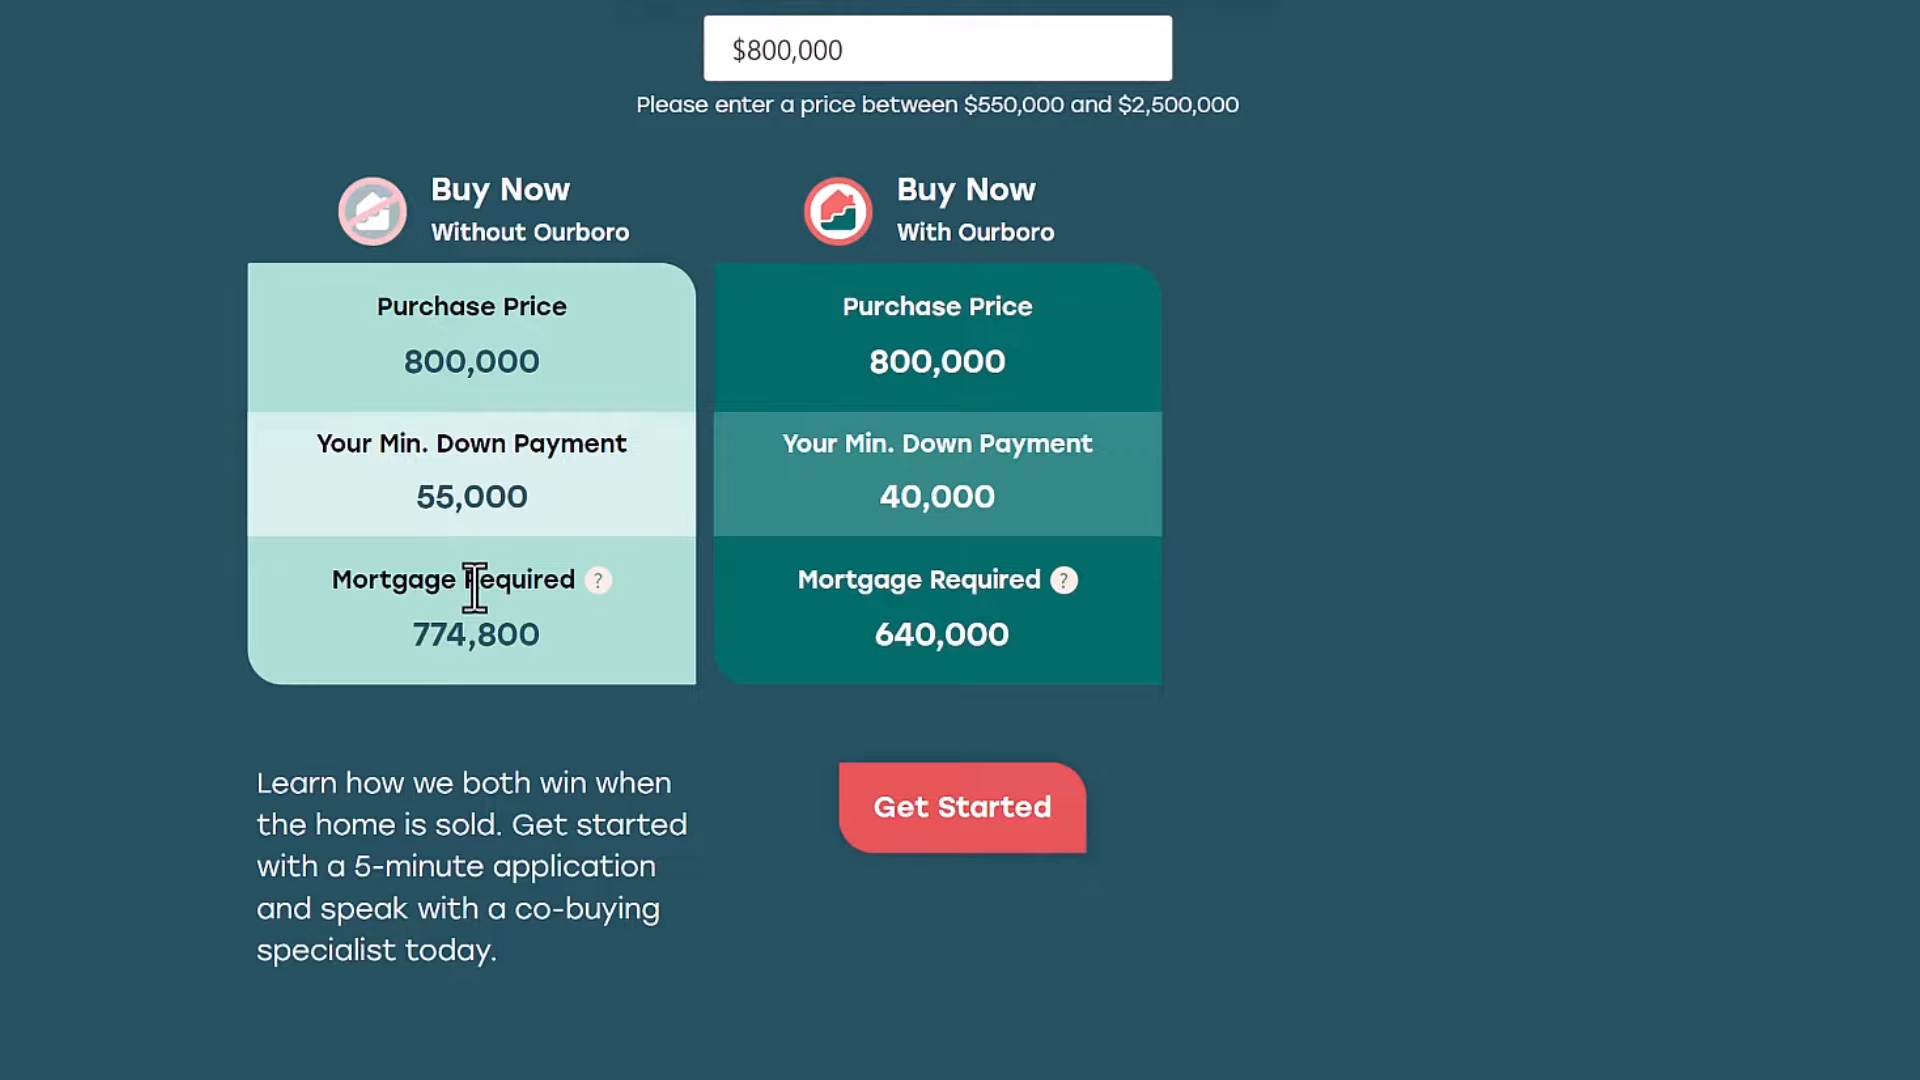 $800,000
Please enter a price between $550,000 and $2,500,000
Buy Now
Without Ourboro
Purchase Price
800,000
Your Min. Down Payment
55,000
Mortgage Required ?
774,800
Buy Now
With Ourboro
Purchase Price
800,000
Your Min. Down Payment
40,000
Mortgage Required ?
640,000
Learn how we both win when
the home is sold. Get started
with a 5-minute application
and speak with a co-buying
specialist today.
Get Started